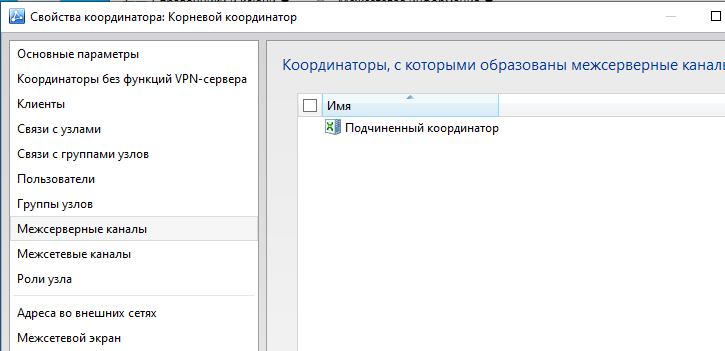 Свойства координатора: Корневой координатор
Основные параметры
Координаторы без функций VPN-сервера
Клиенты
Связи с узлами
Связи с группами узлов
Пользователи
Группы узлов
Межсерверные каналы
Межсетевые каналы
Роли узла
Адреса во внешних сетях
Межсетевой экран
Координаторы, с которыми образованы межсерверные каналы
Имя
Подчиненный координатор